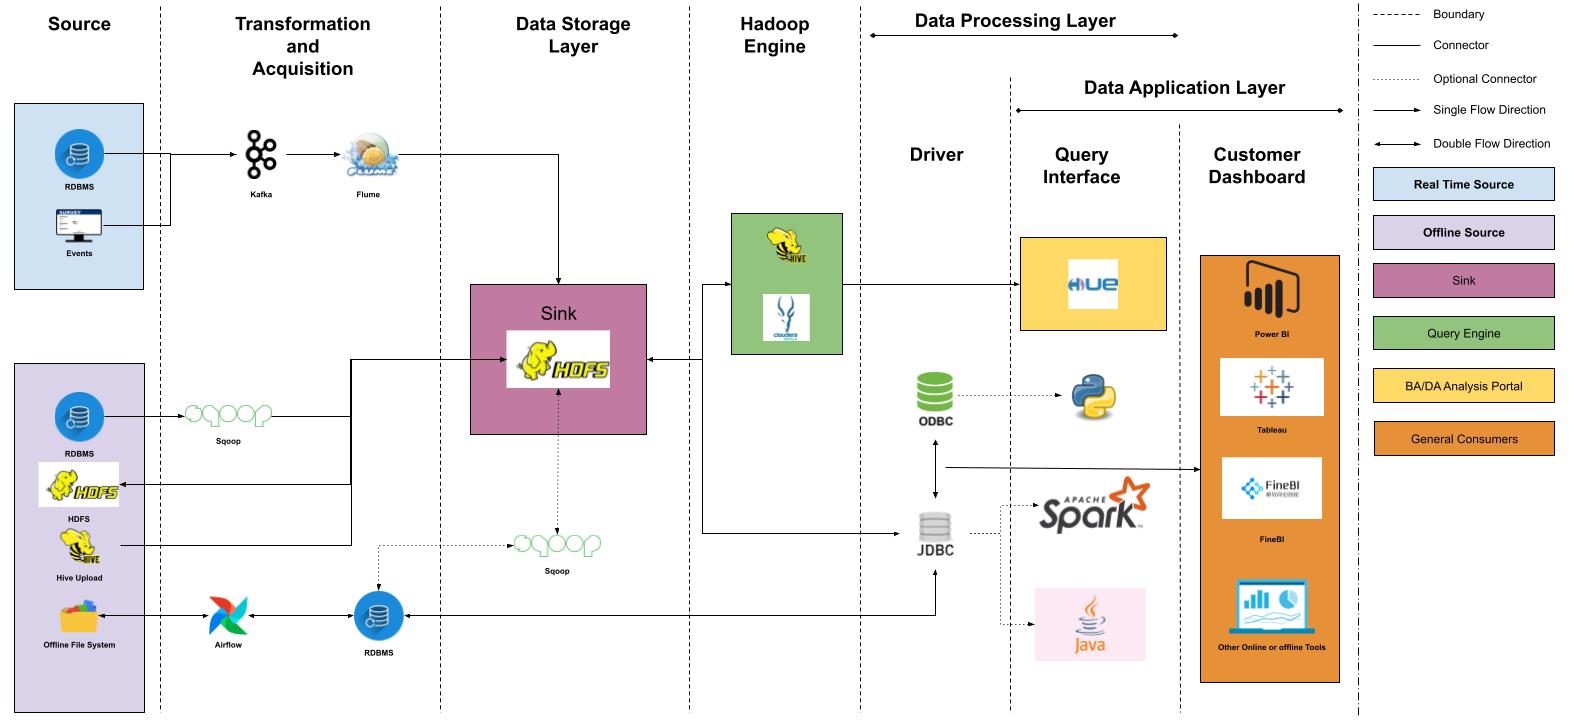 Source
Transformation
and
Acquisition
Data Storage
Layer
Hadoop
Engine
Data Processing Layer
Data Application Layer
Driver
Query
Interface
Customer
Dashboard
RDBMS
SURVEY
Events
Kafka
Flume
Sink
HDFS
HIVE
cloudera
HUE
RDBMS
Sqoop
Sqoop
HDFS
HDFS
HIVE
Hive Upload
Offline File System
Airflow
RDBMS
Sqoop
Sqoop
ODBC
JDBC
APACHE
Spark
Java
Power BI
Tableau
FineBI
FineBI
Other Online or offline Tools
Boundary
Connector
Optional Connector
Single Flow Direction
Double Flow Direction
Real Time Source
Offline Source
Sink
Query Engine
BA/DA Analysis Portal
General Consumers